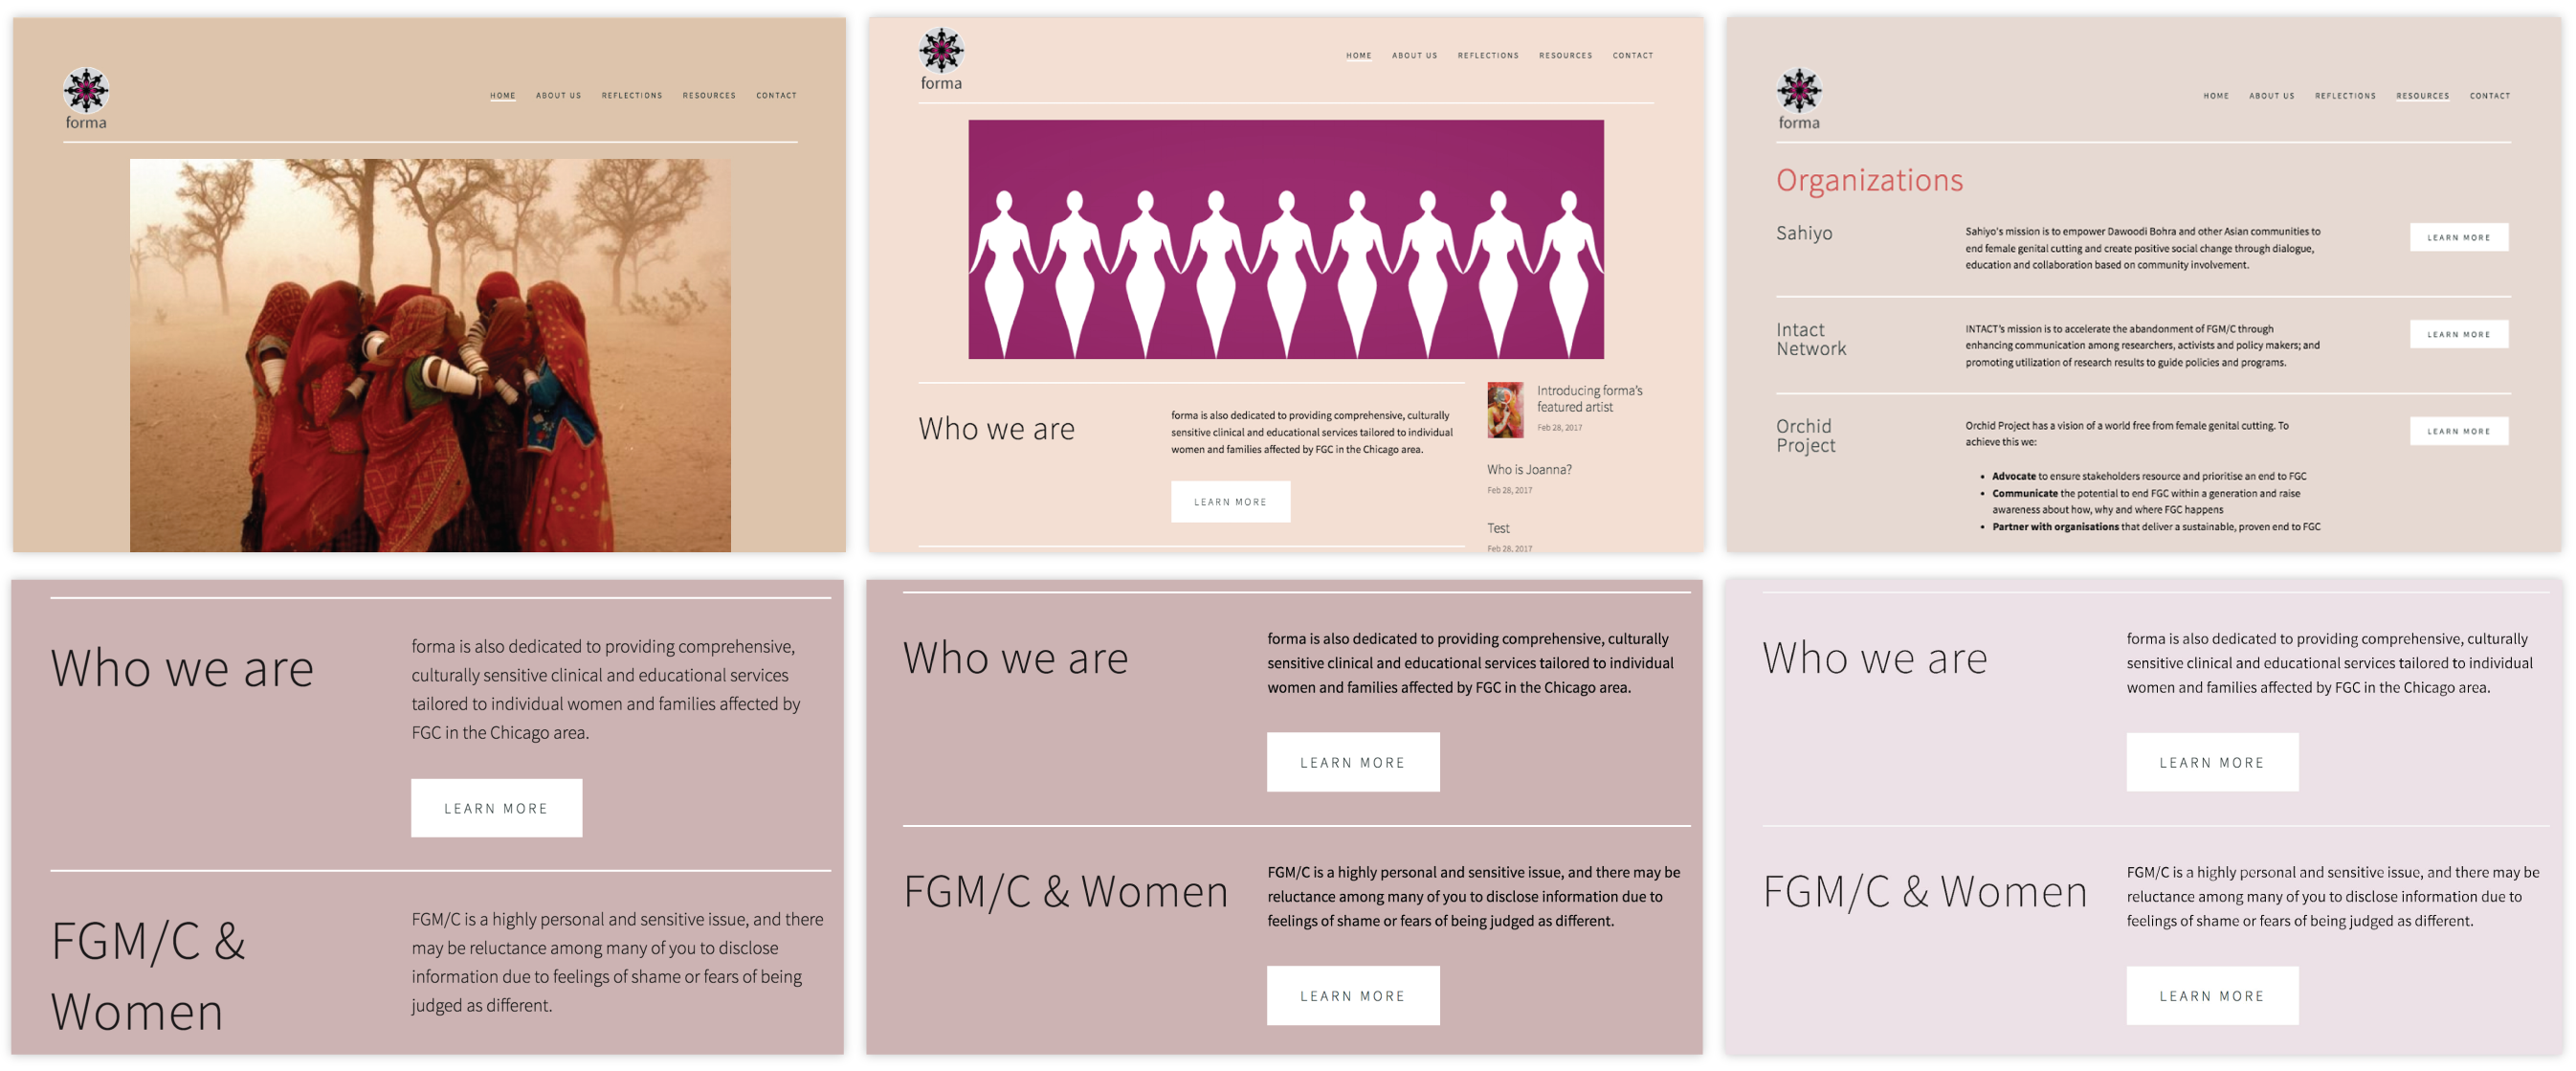 forma
HOME ABOUT US REFLECTIONS RESOURCES CONTACT
forma
HOME ABOUT US REFLECTIONS RESOURCES CONTACT
Who we are
forma is also dedicated to providing comprehensive, culturally
sensitive clinical and educational services tailored to individual
women and families affected by FGC in the Chicago area.
LEARN MORE
Introducing forma's
featured artist
Feb 28, 2017
Who is Joanna?
Feb 28, 2017
Test
Feb 28, 2017
forma
HOME ABOUT US REFLECTIONS RESOURCES CONTACT
Organizations
Sahiyo
Sahiyo's mission is to empower Dawoodi Bohra and other Asian communities to
end female genital cutting and create positive social change through dialogue,
education and collaboration based on community involvement.
LEARN MORE
Intact
Network
INTACT's mission is to accelerate the abandonment of FGM/C through
enhancing communication among researchers, activists and policy makers; and
promoting utilization of research results to guide policies and programs.
LEARN MORE
Orchid
Project
Orchid Project has a vision of a world free from female genital cutting. To
achieve this we:
• Advocate to ensure stakeholders resource and prioritise an end to FGC
• Communicate the potential to end FGC within a generation and raise
awareness about how, why and where FGC happens
• Partner with organisations that deliver a sustainable, proven end to FGC
LEARN MORE
Who we are
forma is also dedicated to providing comprehensive,
culturally sensitive clinical and educational services
tailored to individual women and families affected by
FGC in the Chicago area.
LEARN MORE
FGM/C &
Women
FGM/C is a highly personal and sensitive issue, and there
may be reluctance among many of you to disclose
information due to feelings of shame or fears of being
judged as different.
Who we are
forma is also dedicated to providing comprehensive, culturally
sensitive clinical and educational services tailored to individual
women and families affected by FGC in the Chicago area.
LEARN MORE
FGM/C & Women
FGM/C is a highly personal and sensitive issue, and there may be
reluctance among many of you to disclose information due to
feelings of shame or fears of being judged as different.
LEARN MORE
Who we are
forma is also dedicated to providing comprehensive, culturally
sensitive clinical and educational services tailored to individual
women and families affected by FGC in the Chicago area.
LEARN MORE
FGM/C & Women
FGM/C is a highly personal and sensitive issue, and there may be
reluctance among many of you to disclose information due to
feelings of shame or fears of being judged as different.
LEARN MORE